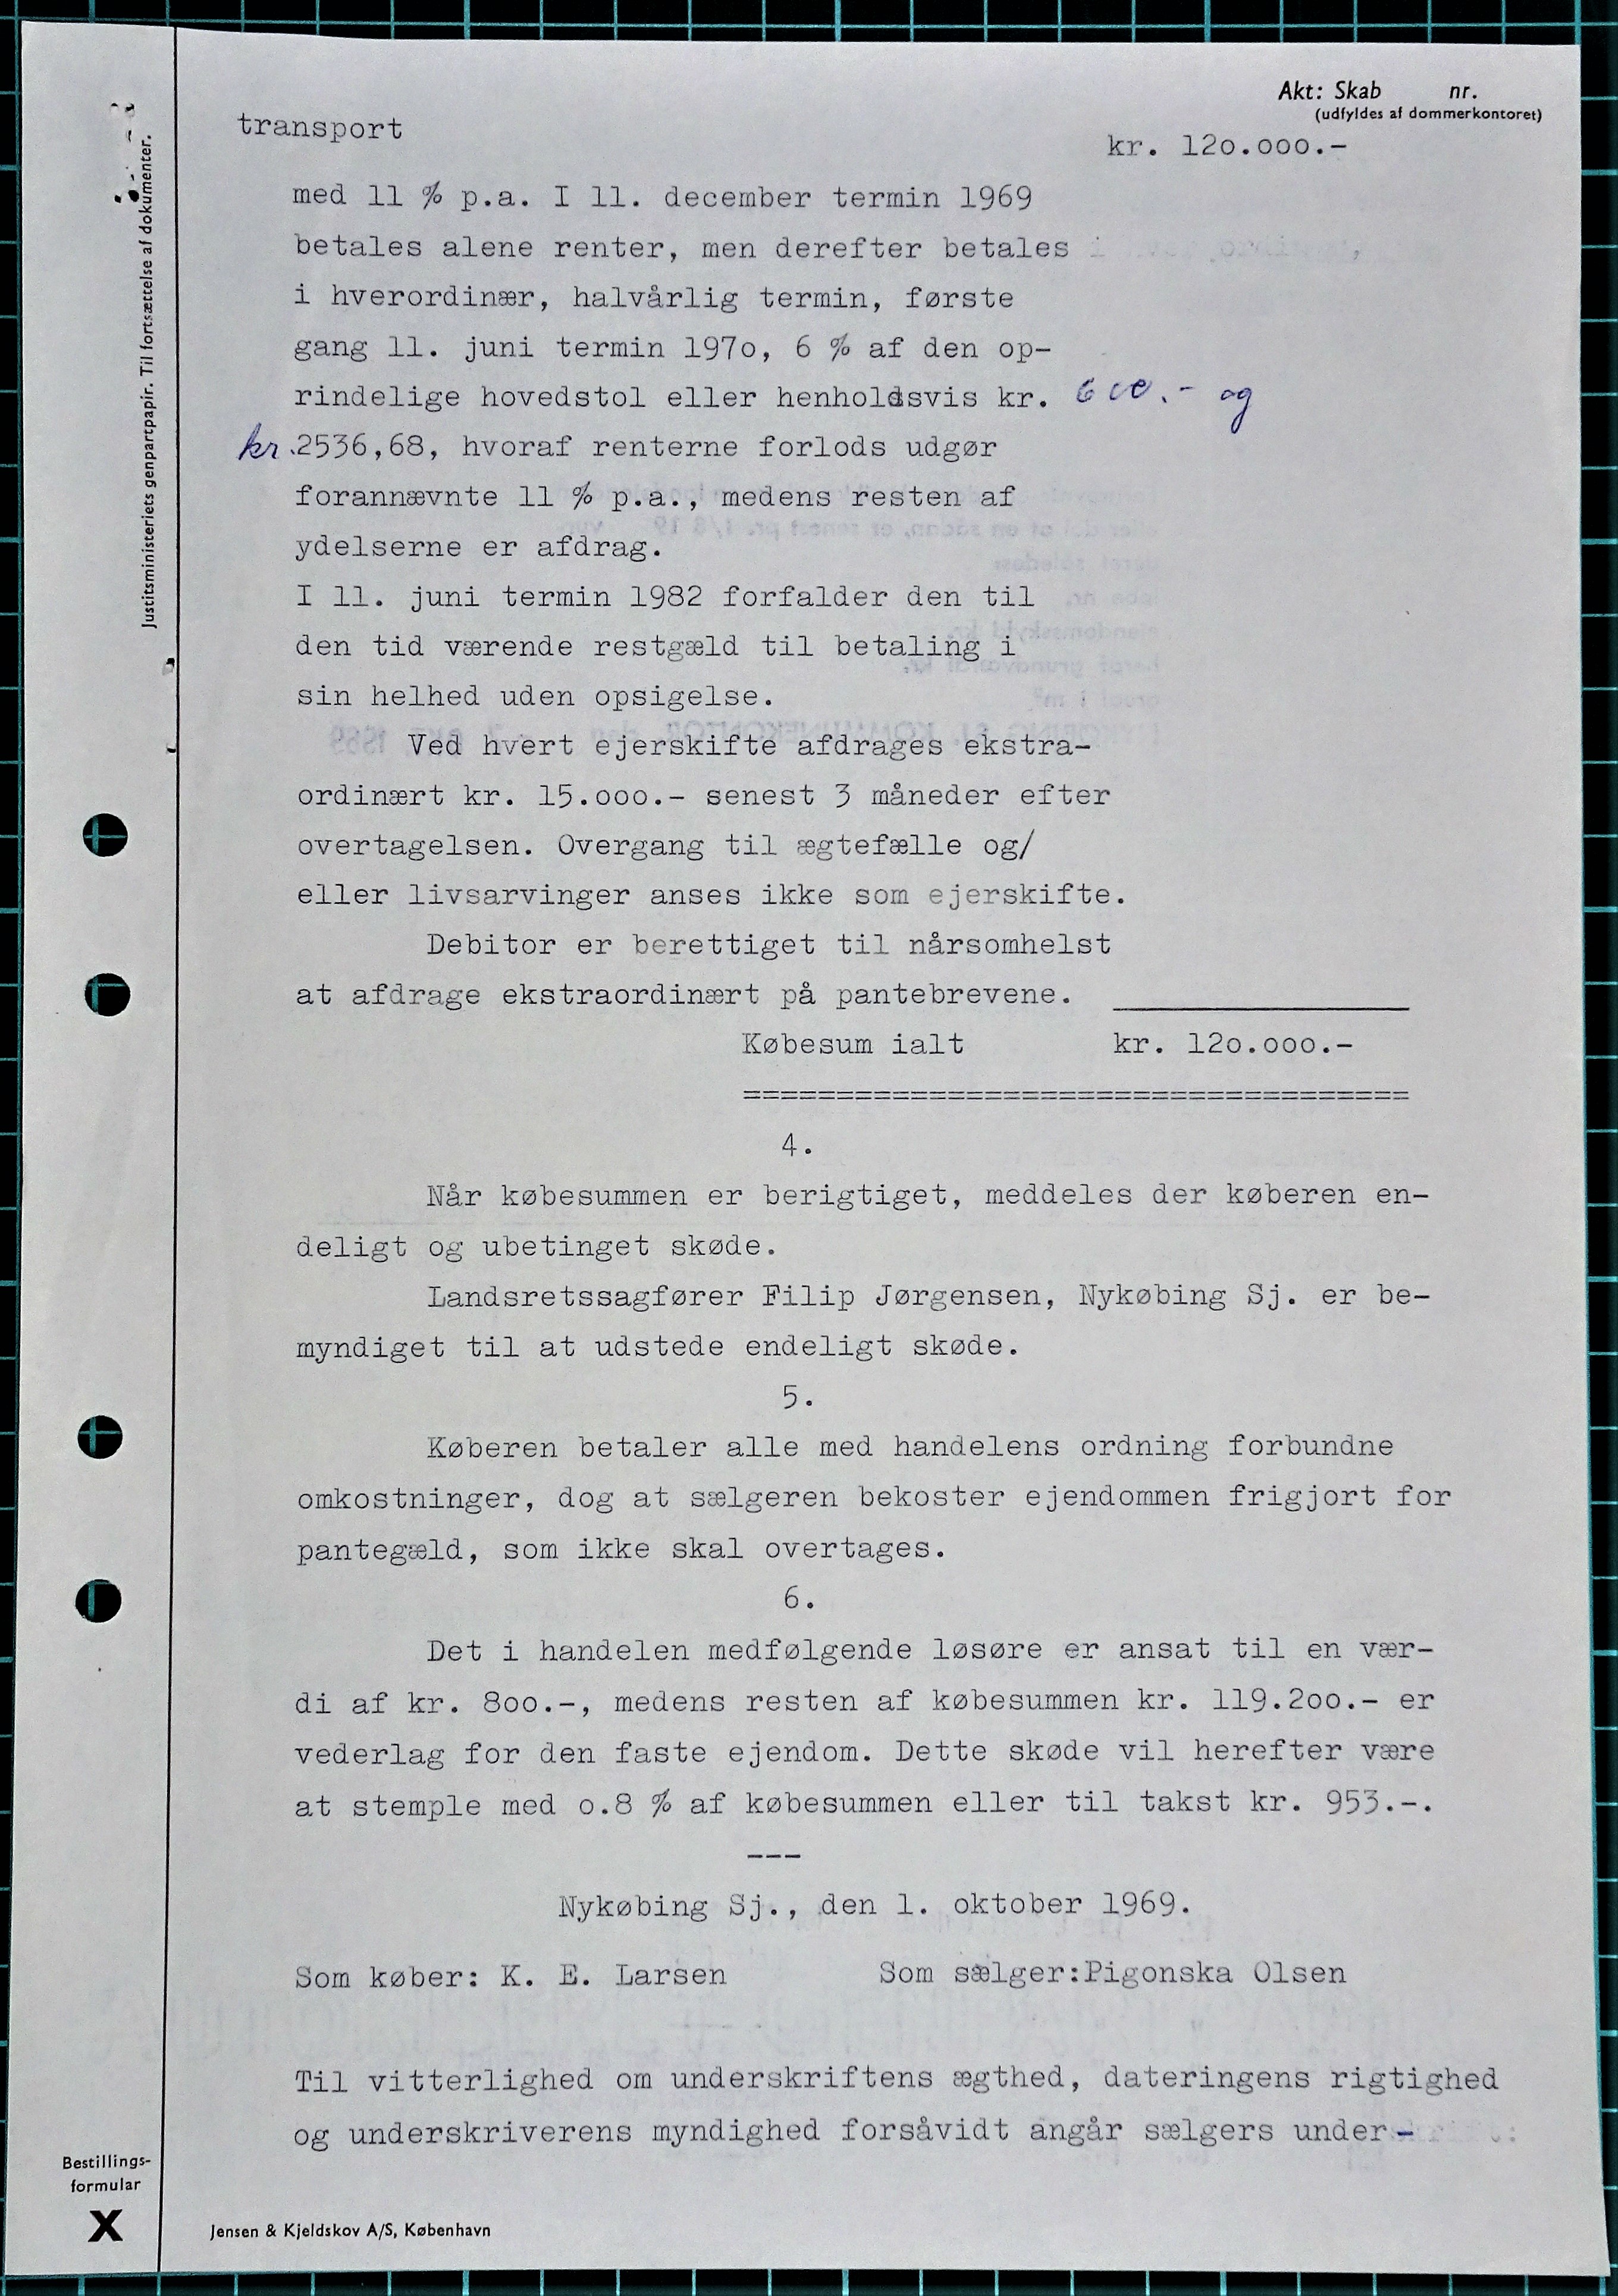 Akt: Skab nr.
(udfyldes af dommerkontoret)
transport
kr. 12o.ooo.-
med 11 % p.a. I 11. december termin 1969
betales alene renter, men derefter betales
i hverordinær, halvårlig termin, første
gang 11. juni termin 197o, 6 % af den op-
rindelige hovedstol eller henholdsvis kr. og
kr.2536,68, hvoraf renterne forlods udgør
forannævnte 11 % p.a., medens resten af
ydelserne er afdrag.
I 11. juni termin 1982 forfalder den til
den tid værende restgæld til betaling i
sin helhed uden opsigelse.
Ved hvert ejerskifte afdrages ekstra-
ordinært kr. 15.ooo.- senest 3 måneder efter
overtagelsen. Overgang til ægtefælle og/
eller livsarvinger anses ikke som ejerskifte.
Debitor er berettiget til nårsomhelst
at afdrage ekstraordinært på pantebrevene.
Købesum ialt kr. 12o.ooo.-
====================================
4.
Når købesummen er berigtiget, meddeles der køberen en-
deligt og ubetinget skøde.
Landsretssagfører Filip Jørgensen, Nykøbing Sj. er be-
myndiget til at udstede endeligt skøde.
5.
Køberen betaler alle med handelens ordning forbundne
omkostninger, dog at sælgeren bekoster ejendommen frigjort for
pantegæld, som ikke skal overtages.
6.
Det i handelen medfølgende løsøre er ansat til en vær-
di af kr. 8oo.-, medens resten af købesummen kr. 119.2oo.- er
vederlag for den faste ejendom. Dette skøde vil herefter være
at stemple med o.8 % af købesummen eller til takst kr. 953.-.
---
Nykøbing Sj., den 1. oktober 1969.
Som køber: K. E. Larsen Som sælger:Pigonska Olsen
Til vitterlighed om underskriftens ægthed, dateringens rigtighed
og underskriverens myndighed forsåvidt angår sælgers under-
Justitsministeriets genpartpapir. Til fortsættelse af dokumenter.
Bestillings-
formular
X
Jensen & Kjeldskov A/S, København